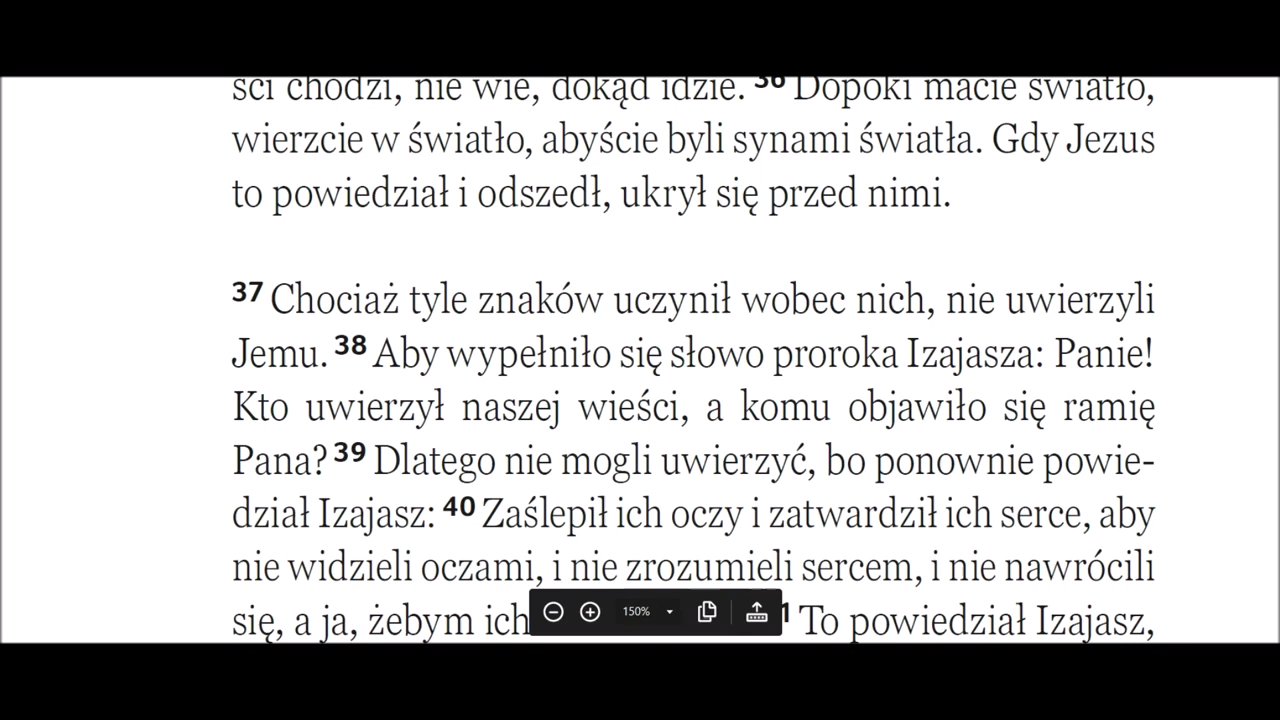 ści chodzi, nie wie, dokąd idzie. 36 Dopóki macie światło,
wierzcie w światło, abyście byli synami światła. Gdy Jezus
to powiedział i odszedł, ukrył się przed nimi.
37 Chociaż tyle znaków uczynił wobec nich, nie uwierzyli
Jemu. 38 Aby wypełniło się słowo proroka Izajasza: Panie!
Kto uwierzył naszej wieści, a komu objawiło się ramię
Pana? 39 Dlatego nie mogli uwierzyć, bo ponownie powie-
dział Izajasz: 40 Zaślepił ich oczy i zatwardził ich serce, aby
nie widzieli oczami, i nie zrozumieli sercem, i nie nawrócili
się, a ja, żebym ich 1 To powiedział Izajasz,
150%